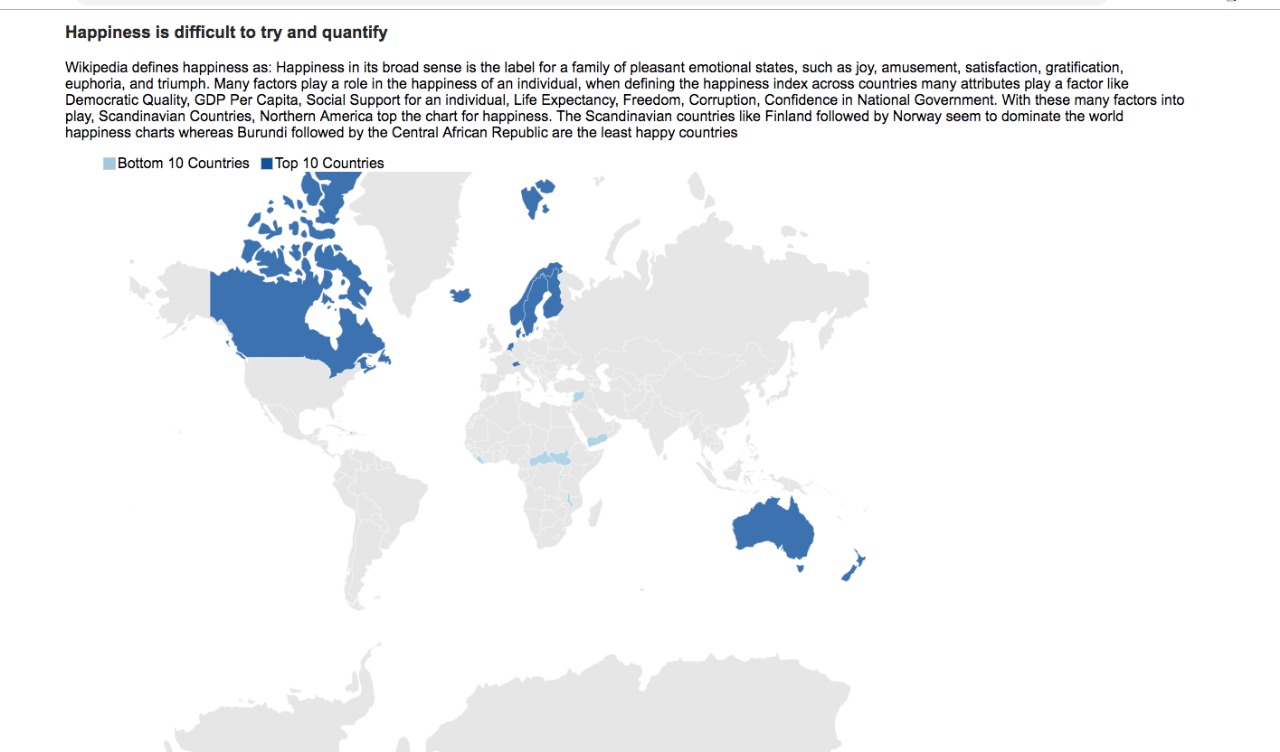 Happiness is difficult to try and quantify
Wikipedia defines happiness as: Happiness in its broad sense is the label for a family of pleasant emotional states, such as joy, amusement, satisfaction, gratification,
euphoria, and triumph. Many factors play a role in the happiness of an individual, when defining the happiness index across countries many attributes play a factor like
Democratic Quality, GDP Per Capita, Social Support for an individual, Life Expectancy, Freedom, Corruption, Confidence in National Government. With these many factors into
play, Scandinavian Countries, Northern America top the chart for happiness. The Scandinavian countries like Finland followed by Norway seem to dominate the world
happiness charts whereas Burundi followed by the Central African Republic are the least happy countries
Bottom 10 Countries Top 10 Countries